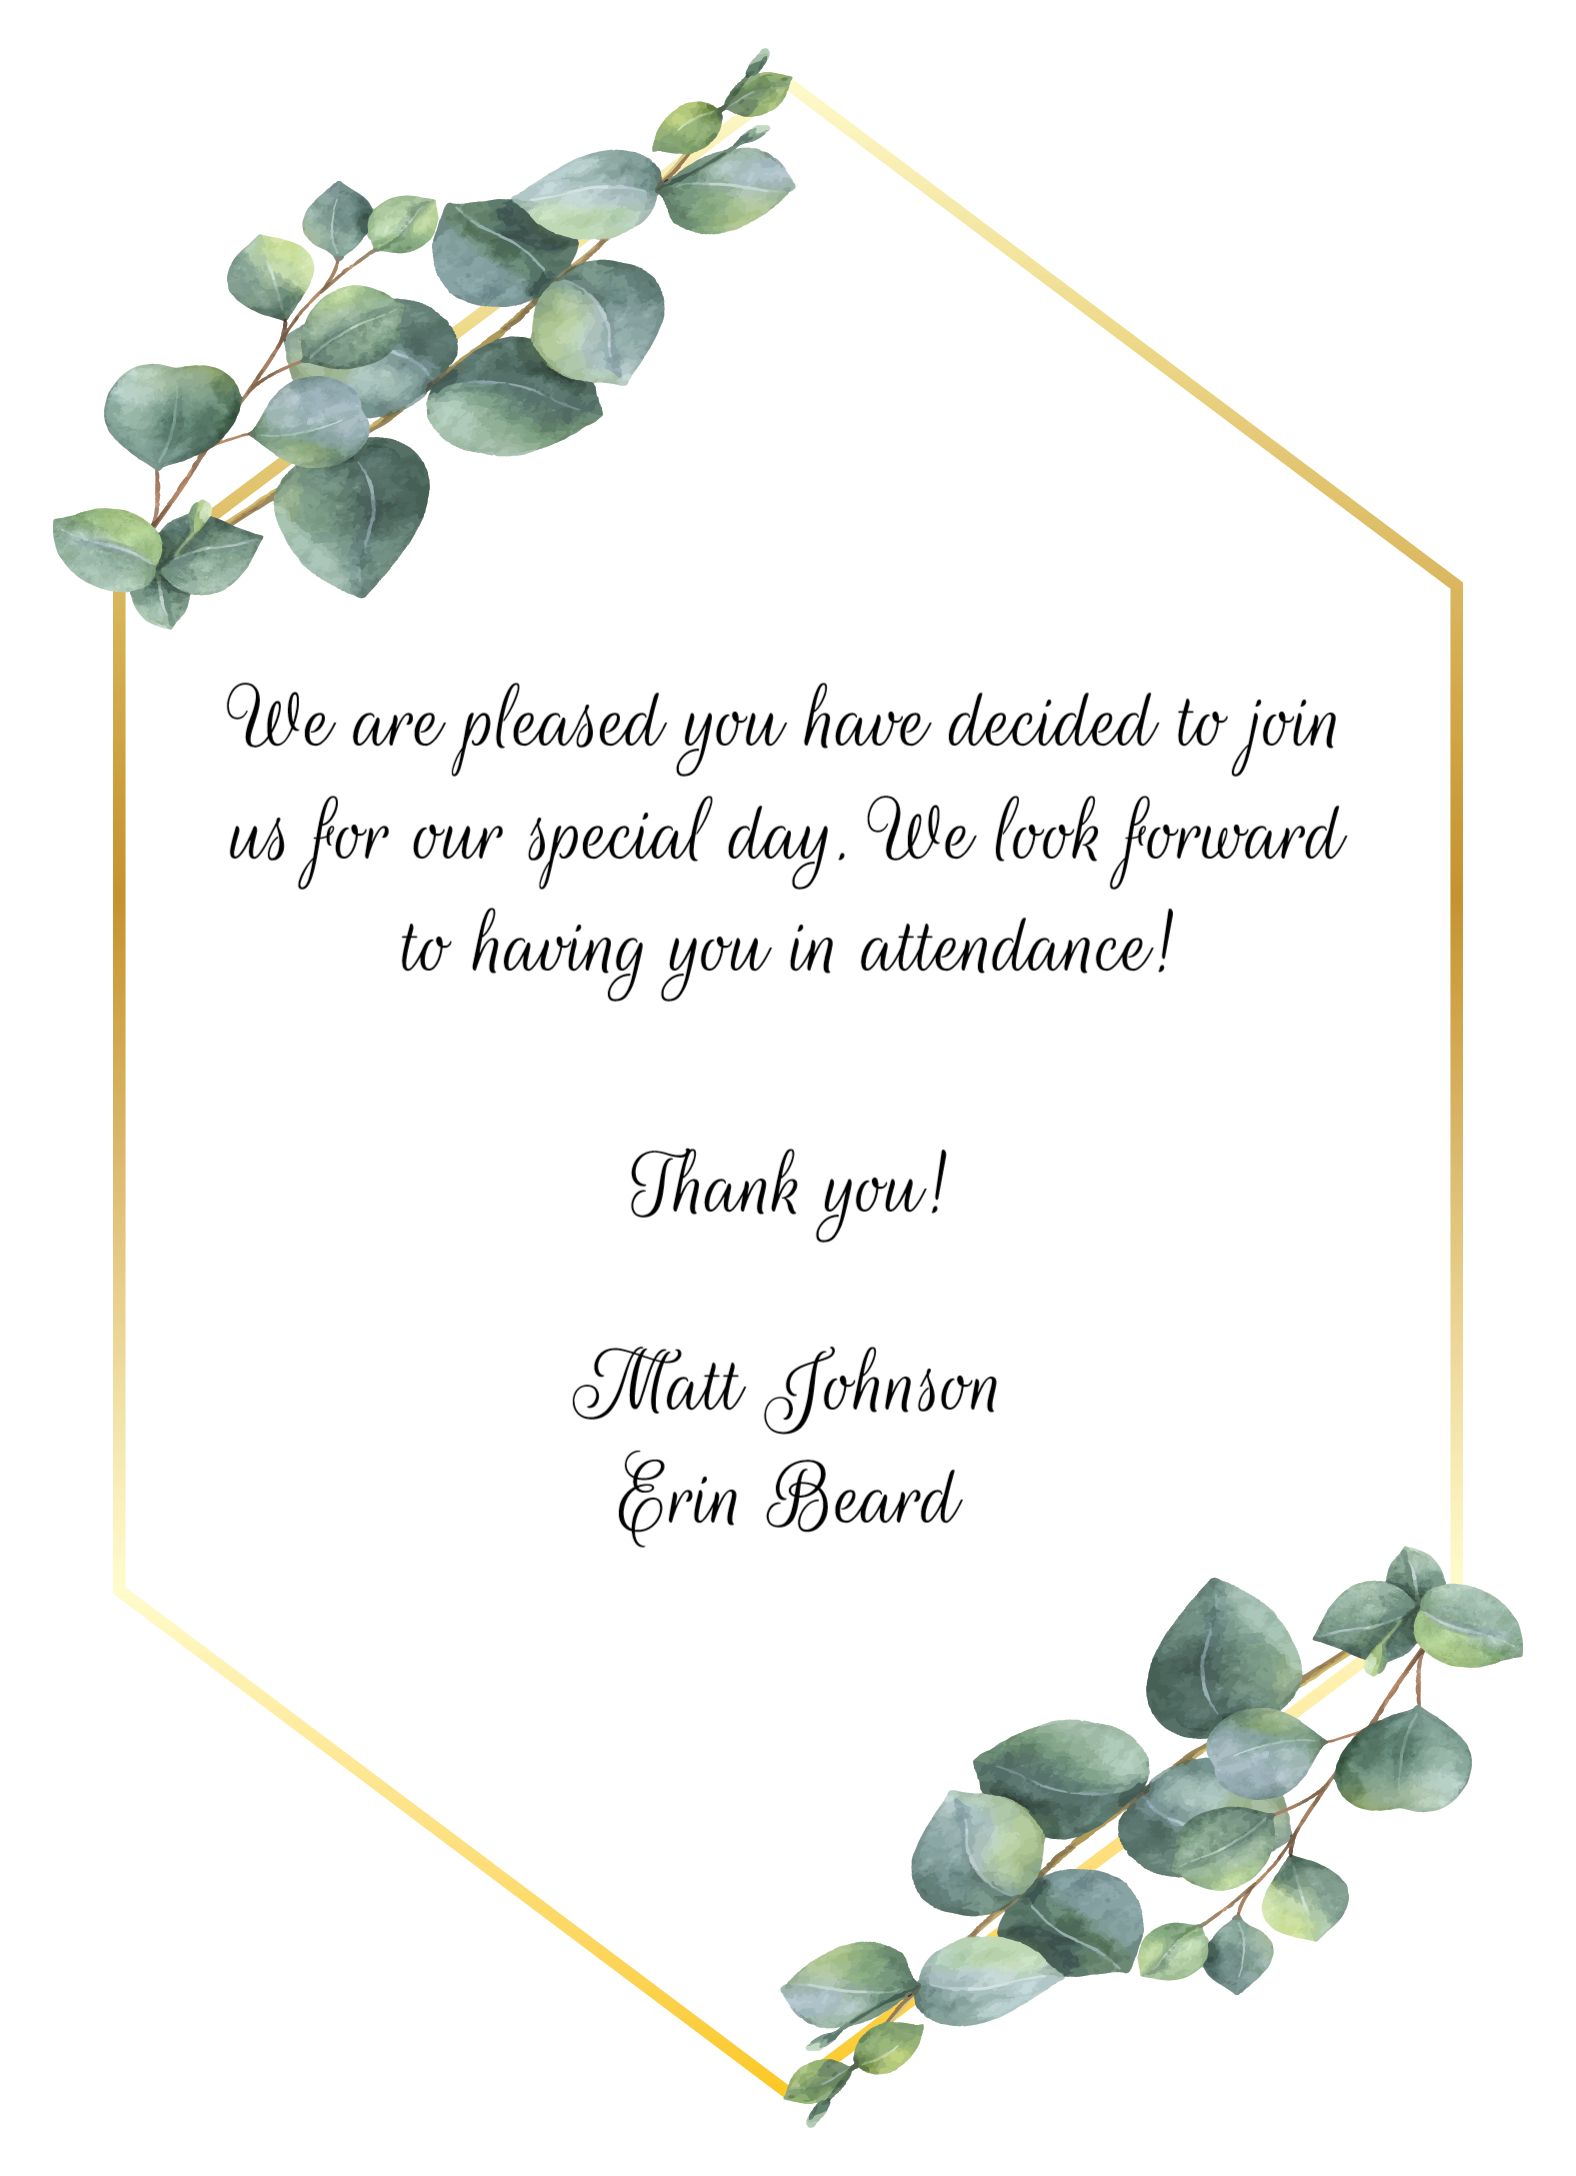 We are pleased you have decided to join
us for our special day. We look forward
to having you in attendance!
Thank you!
Matt Johnson
Erin Beard